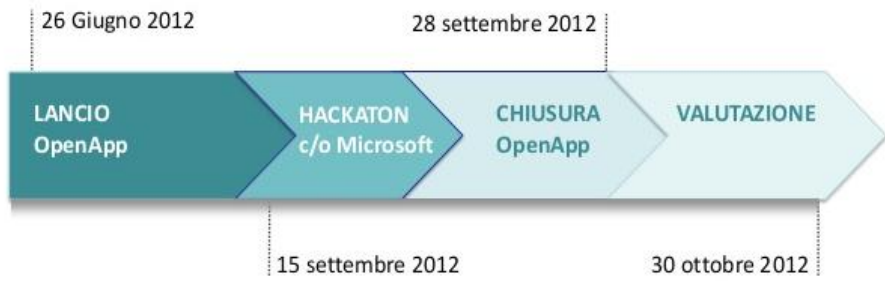 26 Giugno 2012
28 settembre 2012
LANCIO
OpenApp
HACKATON
c/o Microsoft
CHIUSURA
OpenApp
VALUTAZIONE
15 settembre 2012
30 ottobre 2012